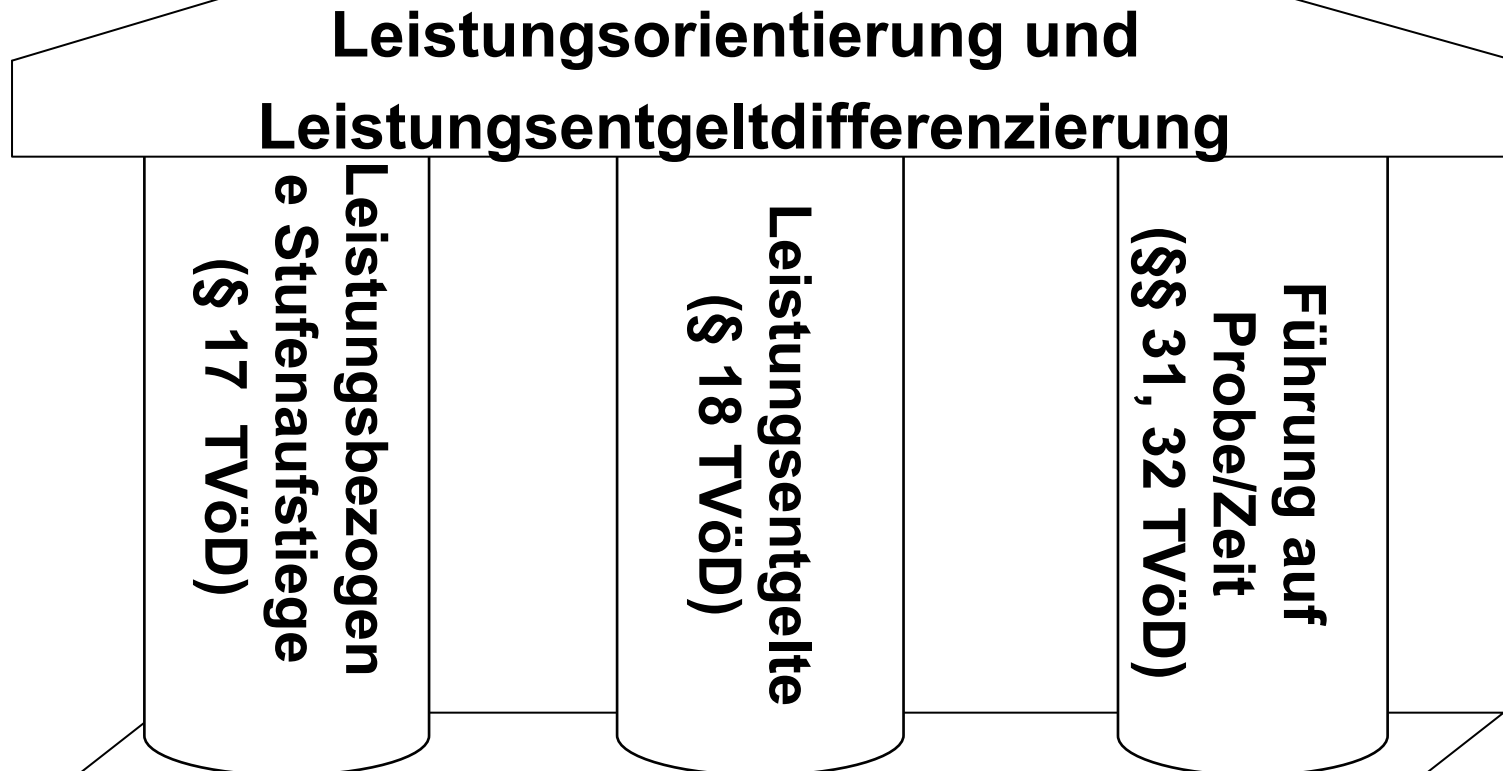 Leistungsorientierung und
Leistungsentgeltdifferenzierung
Leistungsbezogen
e Stufenaufstiege
(§ 17 TVöD)
Leistungsentgelte
(§ 18 TVöD)
Führung auf
Probe/Zeit
(§§ 31, 32 TVöD)